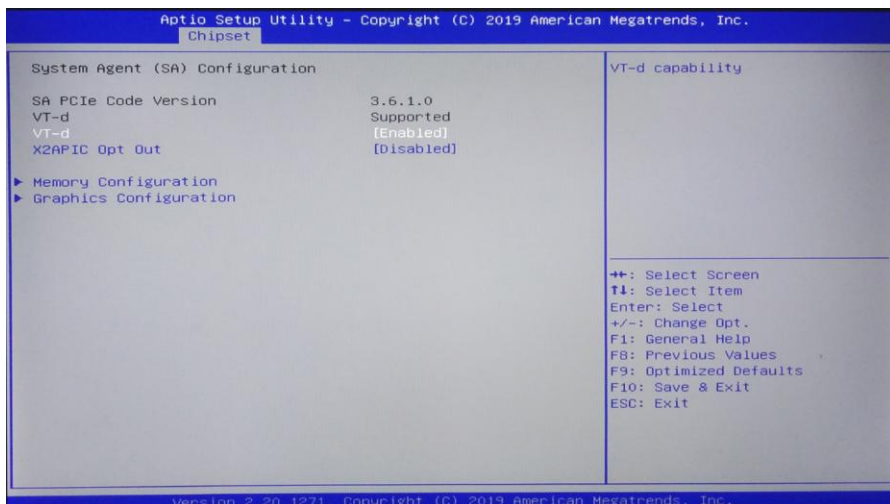 Aptio Setup Utility – Copyright (C) 2019 American Megatrends, Inc.
Chipset
System Agent (SA) Configuration
SA PCIe Code Version 3.6.1.0
VT-d Supported
VT-d [Enabled]
X2APIC Opt Out [Disabled]
► Memory Configuration
► Graphics Configuration
VT-d capability
→←: Select Screen
↑↓: Select Item
Enter: Select
+/-: Change Opt.
F1: General Help
F8: Previous Values
F9: Optimized Defaults
F10: Save & Exit
ESC: Exit
Version 2.20.1271. Copyright (C) 2019 American Megatrends, Inc.